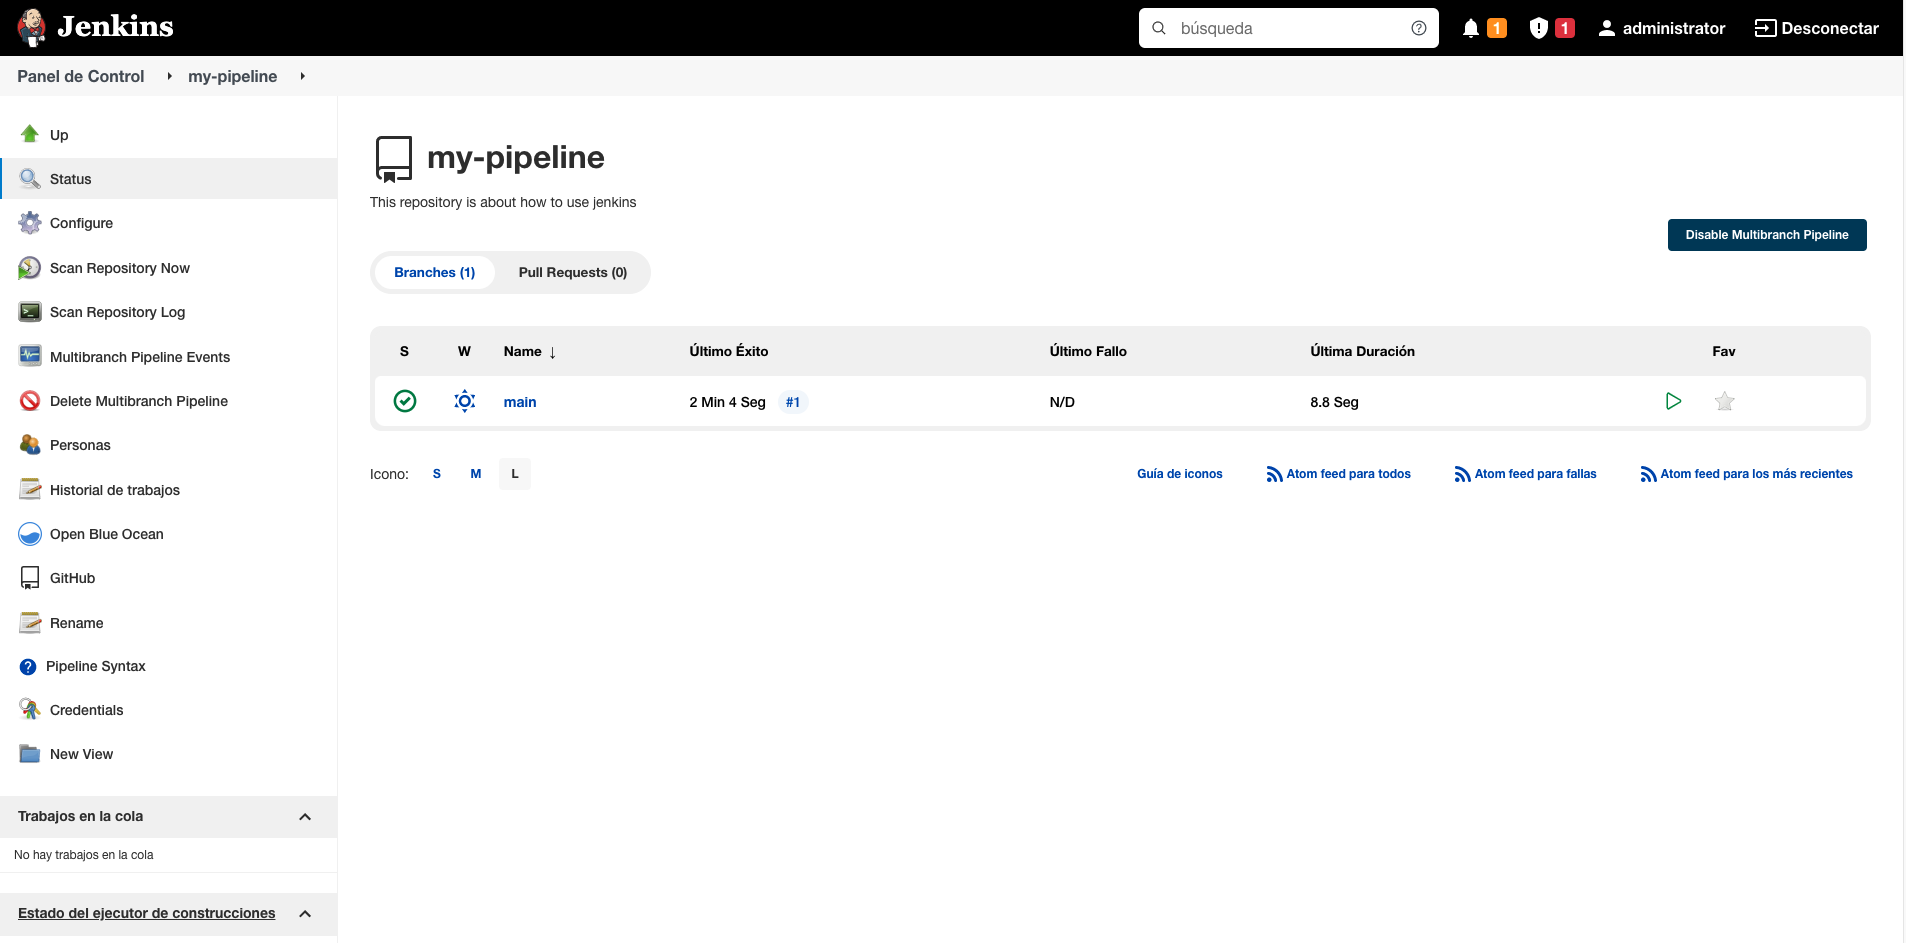 Jenkins
búsqueda
1
1
administrator
Desconectar
Panel de Control
my-pipeline
Up
Status
Configure
Scan Repository Now
Scan Repository Log
Multibranch Pipeline Events
Delete Multibranch Pipeline
Personas
Historial de trabajos
Open Blue Ocean
GitHub
Rename
Pipeline Syntax
Credentials
New View
Trabajos en la cola
No hay trabajos en la cola
Estado del ejecutor de construcciones
my-pipeline
This repository is about how to use jenkins
Disable Multibranch Pipeline
Branches (1) Pull Requests (0)
S W Name ↓ Último Éxito Último Fallo Última Duración Fav
main 2 Min 4 Seg #1 N/D 8.8 Seg
Icono: S M L
Guía de iconos Atom feed para todos Atom feed para fallas Atom feed para los más recientes